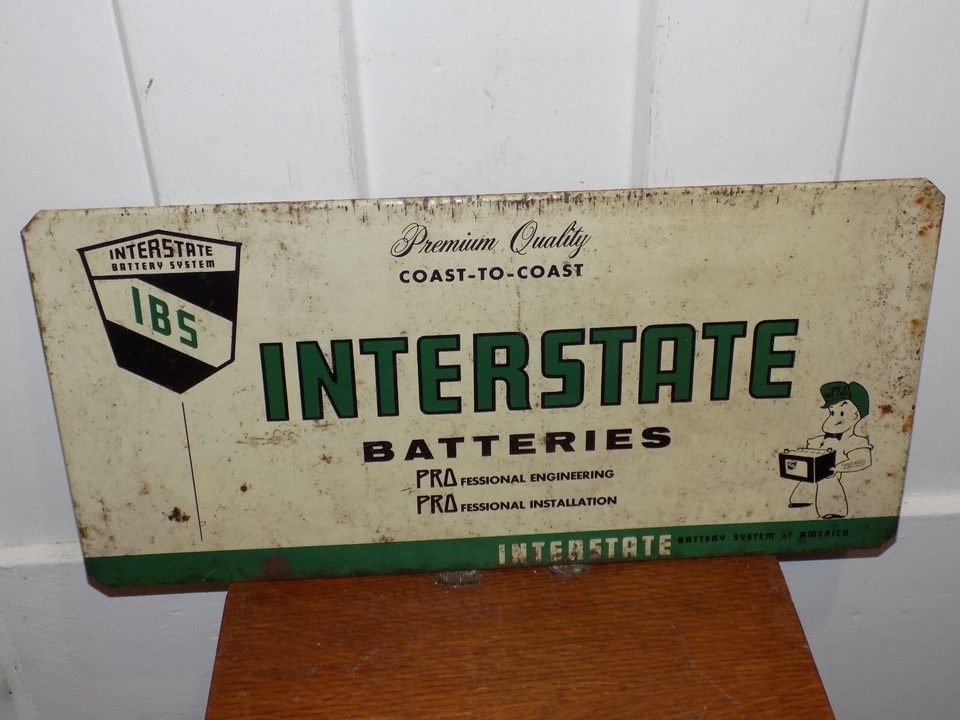 INTERSTATE
BATTERY SYSTEM
IBS
Premium Quality
COAST-TO-COAST
INTERSTATE
BATTERIES
PRO FESSIONAL ENGINEERING
PRO FESSIONAL INSTALLATION
PRO
INTERSTATE BATTERY SYSTEM of AMERICA